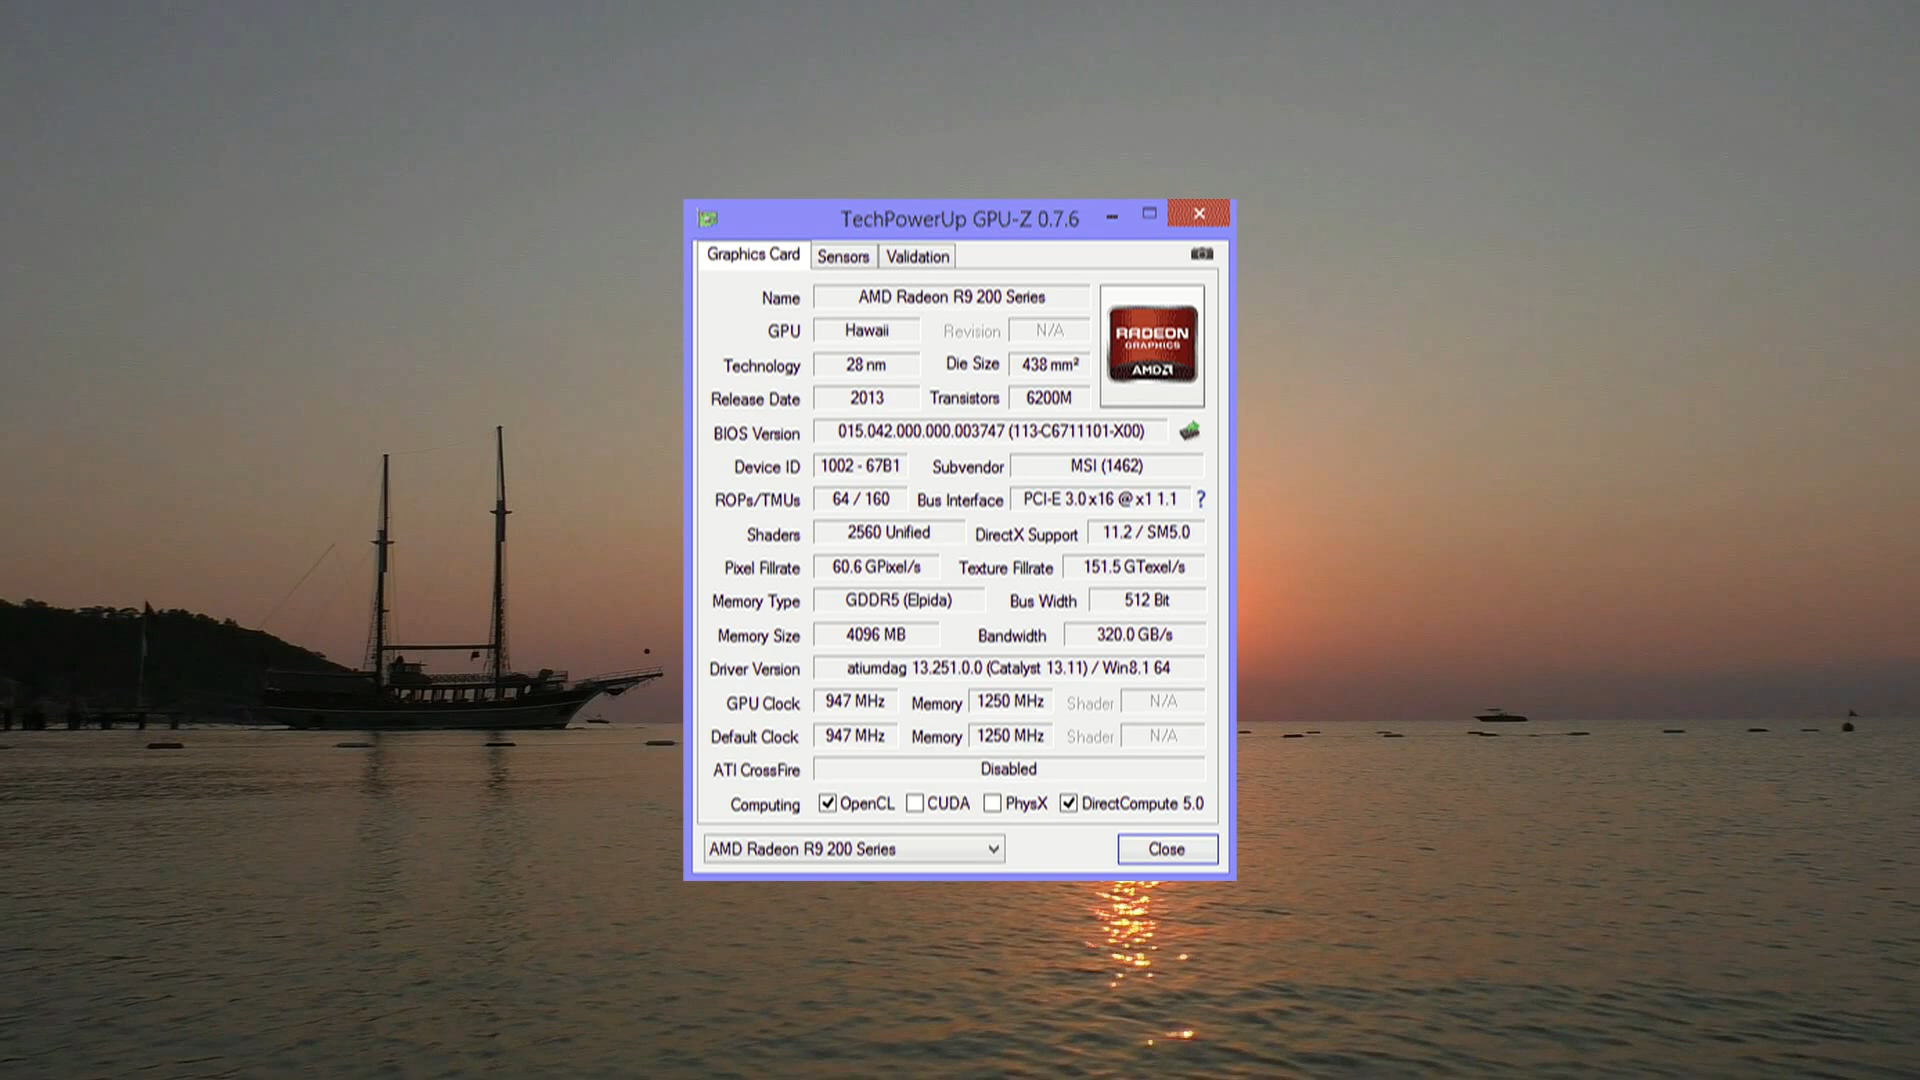 TechPowerUp GPU-Z 0.7.6
Graphics Card Sensors Validation
Name AMD Radeon R9 200 Series
RADEON
GRAPHICS
AMD
GPU Hawaii Revision N/A
Technology 28 nm Die Size 438 mm²
Release Date 2013 Transistors 6200M
BIOS Version 015.042.000.000.003747 (113-C6711101-X00)
Device ID 1002 - 67B1 Subvendor MSI (1462)
ROPs/TMUs 64 / 160 Bus Interface PCI-E 3.0 x16 @ x1 1.1 ?
Shaders 2560 Unified DirectX Support 11.2 / SM5.0
Pixel Fillrate 60.6 GPixel/s Texture Fillrate 151.5 GTexel/s
Memory Type GDDR5 (Elpida) Bus Width 512 Bit
Memory Size 4096 MB Bandwidth 320.0 GB/s
Driver Version atiumdag 13.251.0.0 (Catalyst 13.11) / Win8.1 64
GPU Clock 947 MHz Memory 1250 MHz Shader N/A
Default Clock 947 MHz Memory 1250 MHz Shader N/A
ATI CrossFire Disabled
Computing OpenCL CUDA PhysX DirectCompute 5.0
AMD Radeon R9 200 Series Close